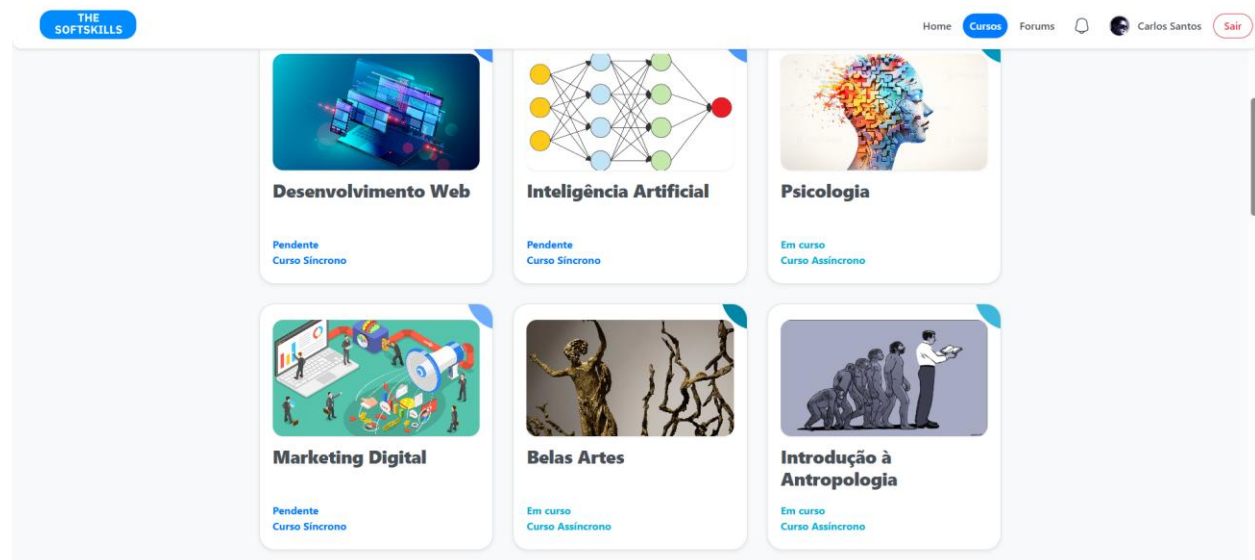 THE
SOFTSKILLS
Home Cursos Forums Carlos Santos Sair
Desenvolvimento Web
Pendente
Curso Síncrono
Inteligência Artificial
Pendente
Curso Síncrono
Psicologia
Em curso
Curso Assíncrono
Marketing Digital
Pendente
Curso Síncrono
Belas Artes
Em curso
Curso Assíncrono
Introdução à
Antropologia
Em curso
Curso Assíncrono